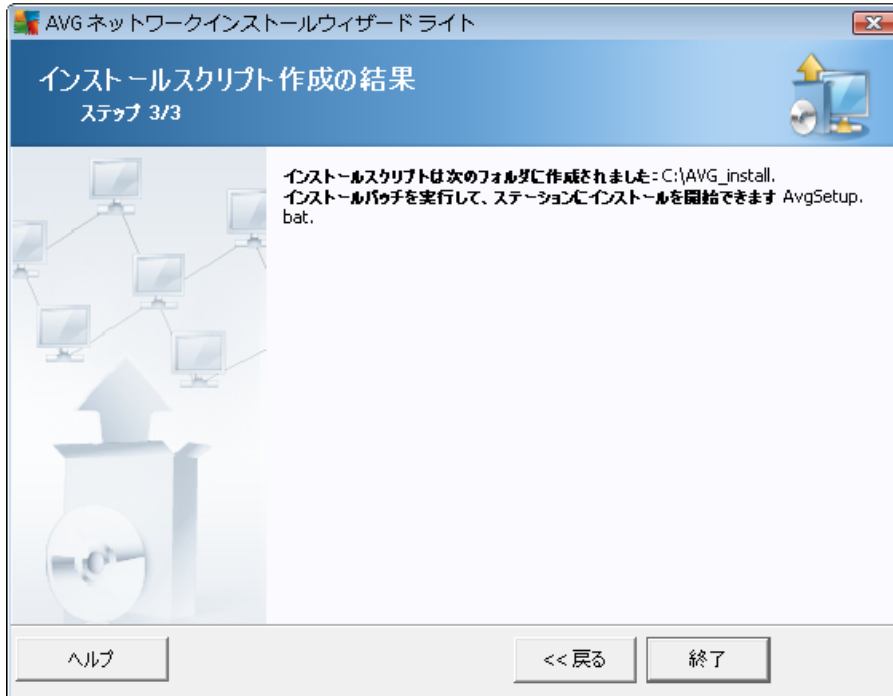 AVG ネットワークインストールウィザード ライト
インストールスクリプト作成の結果
ステップ 3/3
インストールスクリプトは次のフォルダに作成されました: C:\AVG_install.
インストールバッチを実行して、ステーションにインストールを開始できます AvgSetup.
bat.
ヘルプ
<< 戻る
終了